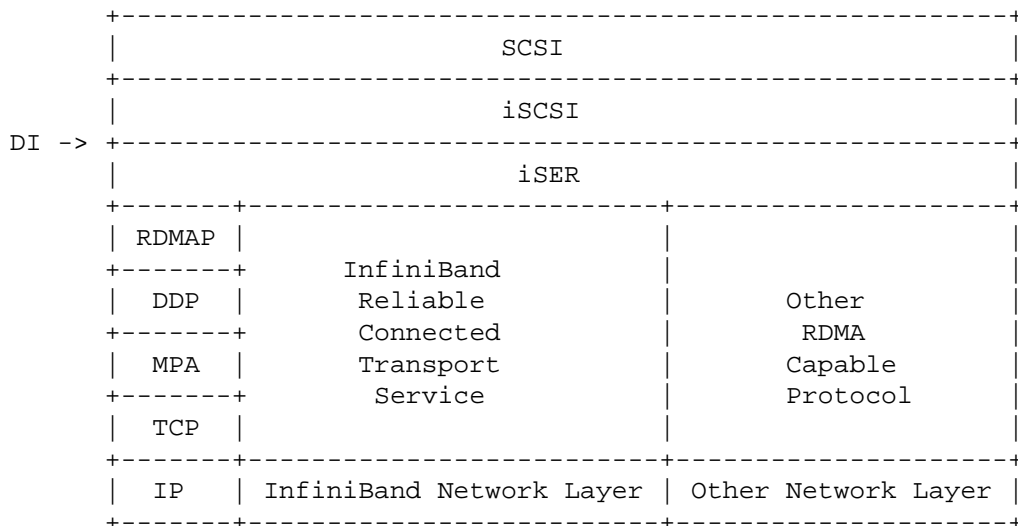 +------------------------------------------------------+
|                        SCSI                          |
+------------------------------------------------------+
|                        iSCSI                         |
DI -> +------------------------------------------------------+
|                         iSER                         |
+-------+--------------------------+--------------------+
| RDMAP |                          |                    |
+-------+      InfiniBand          |                    |
|  DDP  |       Reliable           |       Other        |
+-------+       Connected          |        RDMA        |
|  MPA  |       Transport          |       Capable      |
+-------+        Service           |       Protocol     |
|  TCP  |                          |                    |
+-------+--------------------------+--------------------+
|  IP   | InfiniBand Network Layer | Other Network Layer |
+-------+--------------------------+--------------------+